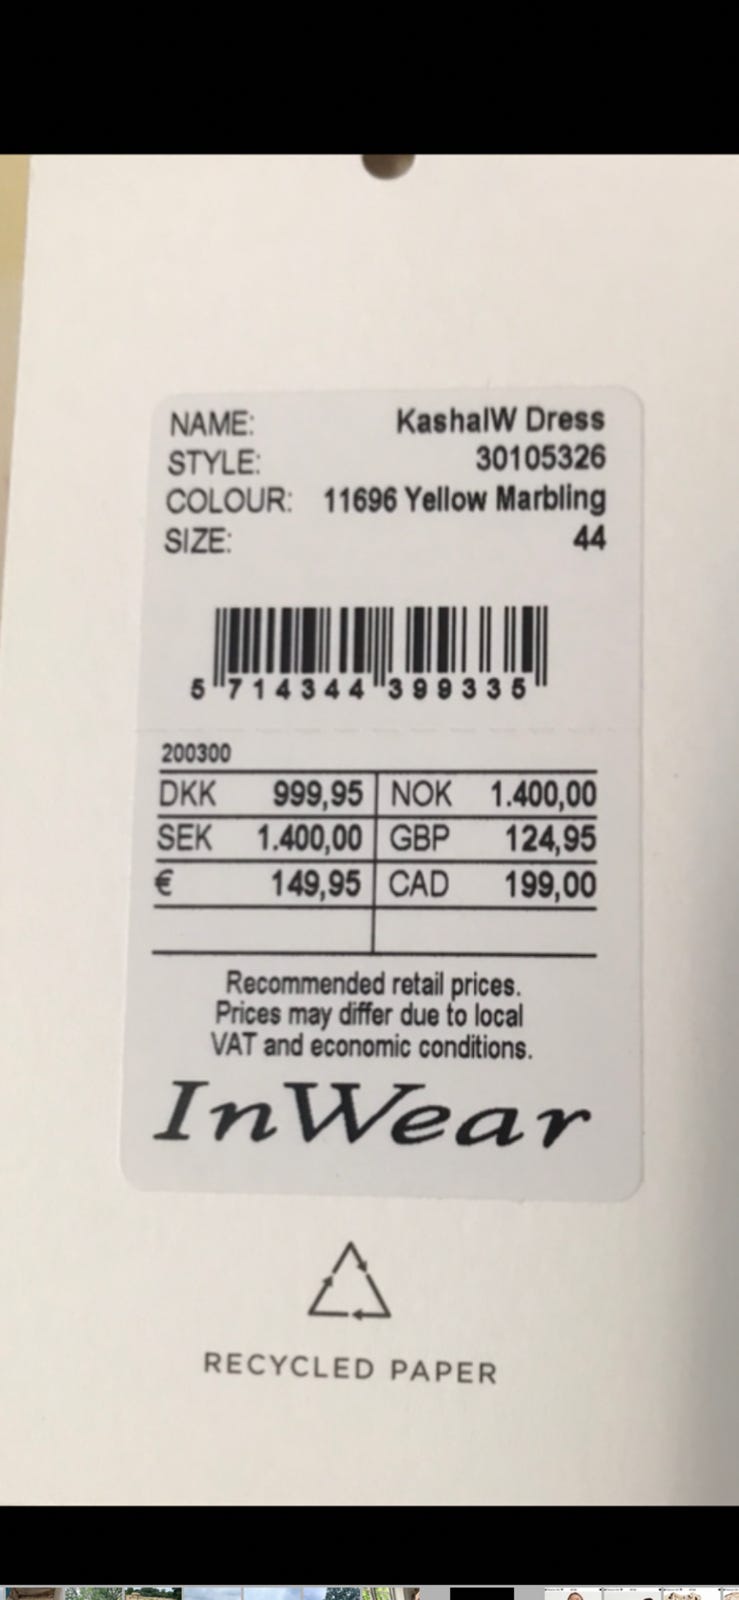 NAME: KashaIW Dress
STYLE: 30105326
COLOUR: 11696 Yellow Marbling
SIZE: 44
5 714344 399335
200300
DKK 999,95 NOK 1.400,00
SEK 1.400,00 GBP 124,95
€ 149,95 CAD 199,00
Recommended retail prices.
Prices may differ due to local
VAT and economic conditions.
InWear
RECYCLED PAPER